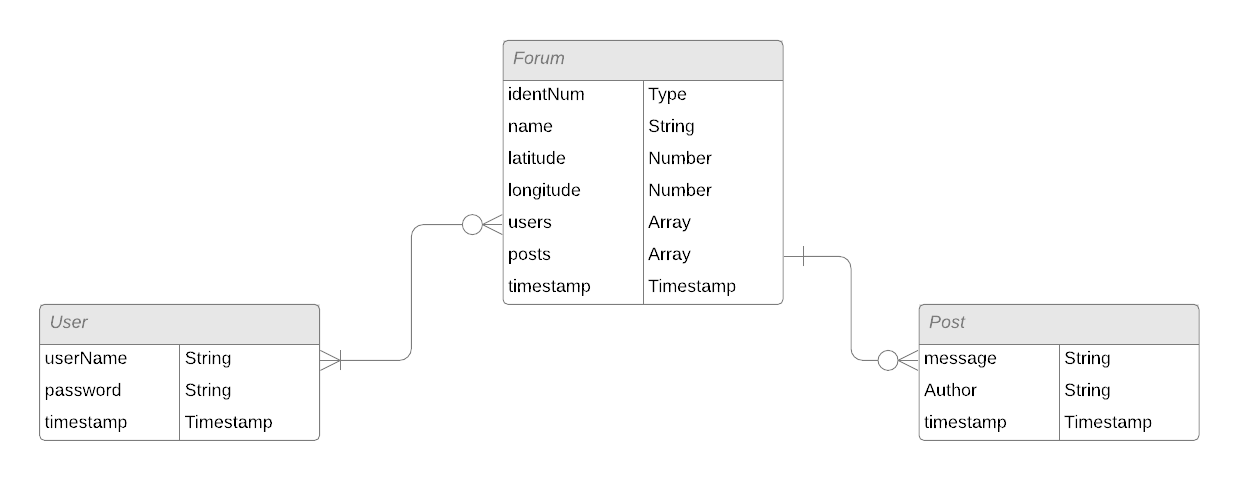 Forum
identNum Type
name String
latitude Number
longitude Number
users Array
posts Array
timestamp Timestamp
User
userName String
password String
timestamp Timestamp
Post
message String
Author String
timestamp Timestamp